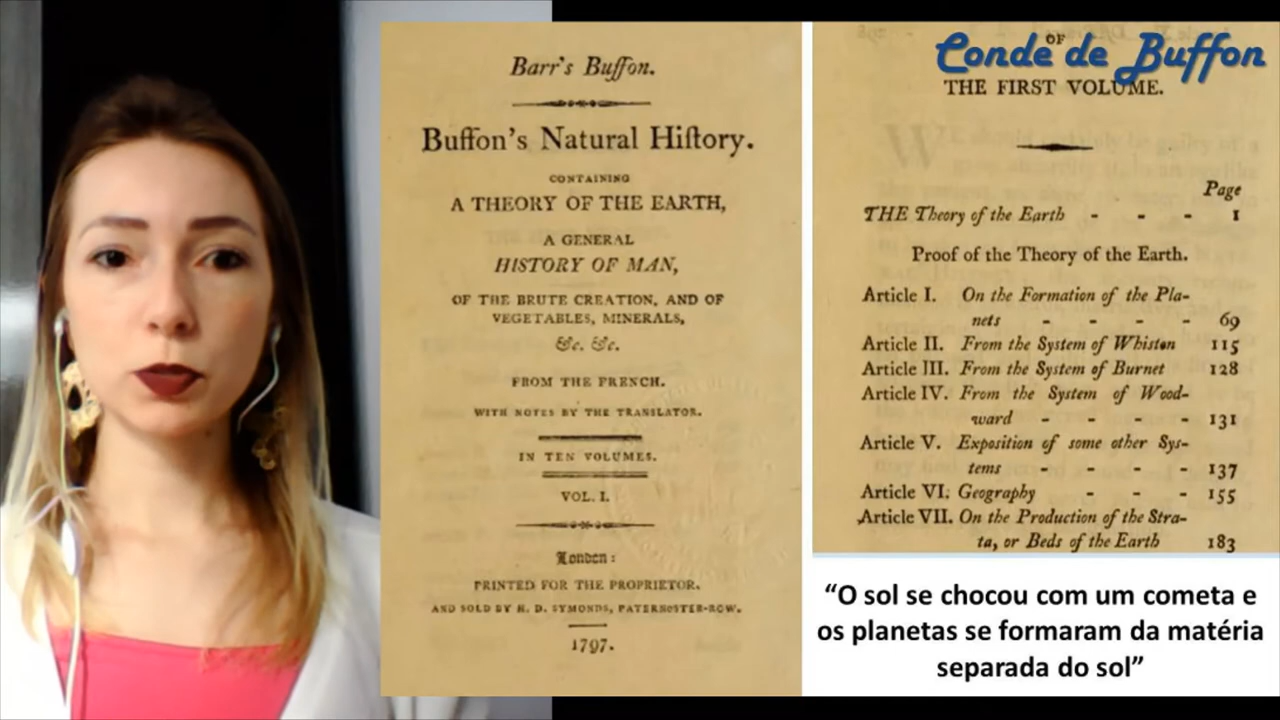 Barr's Buffon.
Buffon's Natural Hiſtory.
CONTAINING
A THEORY OF THE EARTH,
A GENERAL
HISTORY OF MAN,
OF THE BRUTE CREATION, AND OF
VEGETABLES, MINERALS,
&c. &c.
FROM THE FRENCH.
WITH NOTES BY THE TRANSLATOR.
IN TEN VOLUMES.
VOL. I.
London:
PRINTED FOR THE PROPRIETOR.
AND SOLD BY H. D. SYMONDS, PATERNOSTER-ROW.
1797.
Conde de Buffon
OF
THE FIRST VOLUME.
Page
THE Theory of the Earth - - - 1
Proof of the Theory of the Earth.
Article I. On the Formation of the Pla-
nets - - - - 69
Article II. From the System of Whiston 115
Article III. From the System of Burnet 128
Article IV. From the System of Wood-
ward - - - - 131
Article V. Exposition of some other Sys-
tems - - - - 137
Article VI. Geography - - - 155
Article VII. On the Production of the Stra-
ta, or Beds of the Earth 183
“O sol se chocou com um cometa e
os planetas se formaram da matéria
separada do sol”